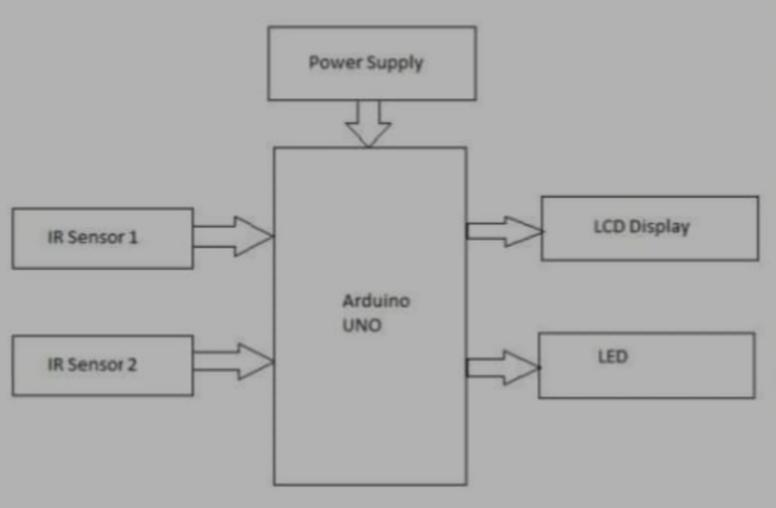 Power Supply
IR Sensor 1
LCD Display
Arduino
UNO
IR Sensor 2
LED